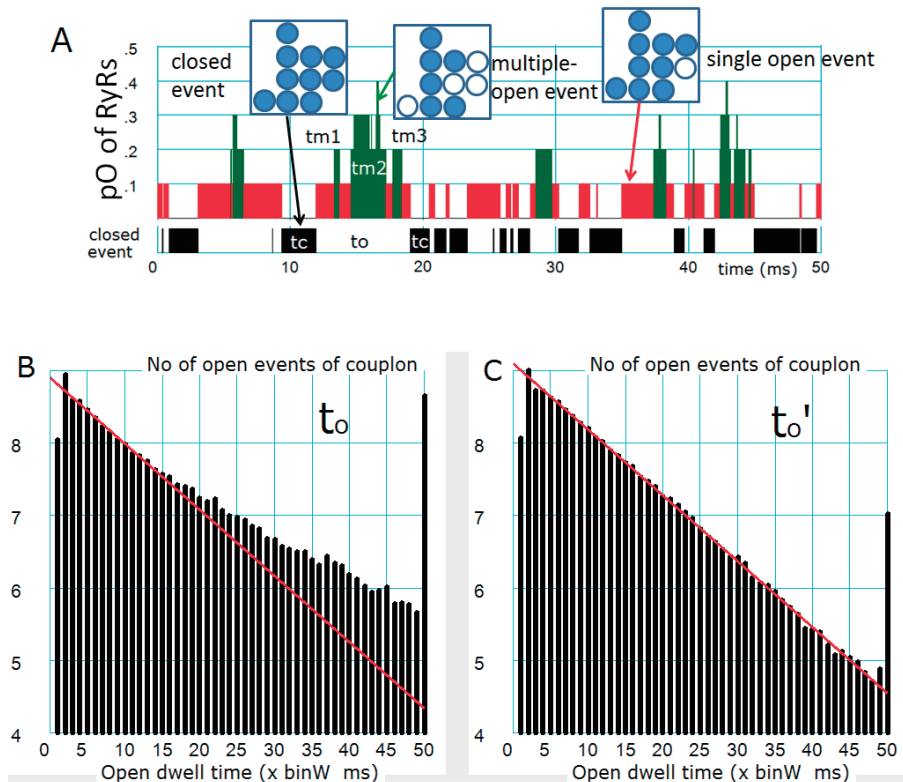 A
pO of RyRs
.5
.4
.3
.2
.1
closed
event
multiple-
open event
single open event
tm1
tm2
tm3
closed
event
tc
to
tc
0
10
20
30
40
50
time (ms)
B
No of open events of couplon
to
8
7
6
5
4
0 5 10 15 20 25 30 35 40 45 50
Open dwell time (x binW ms)
C
No of open events of couplon
to'
8
7
6
5
4
0 5 10 15 20 25 30 35 40 45 50
Open dwell time (x binW ms)